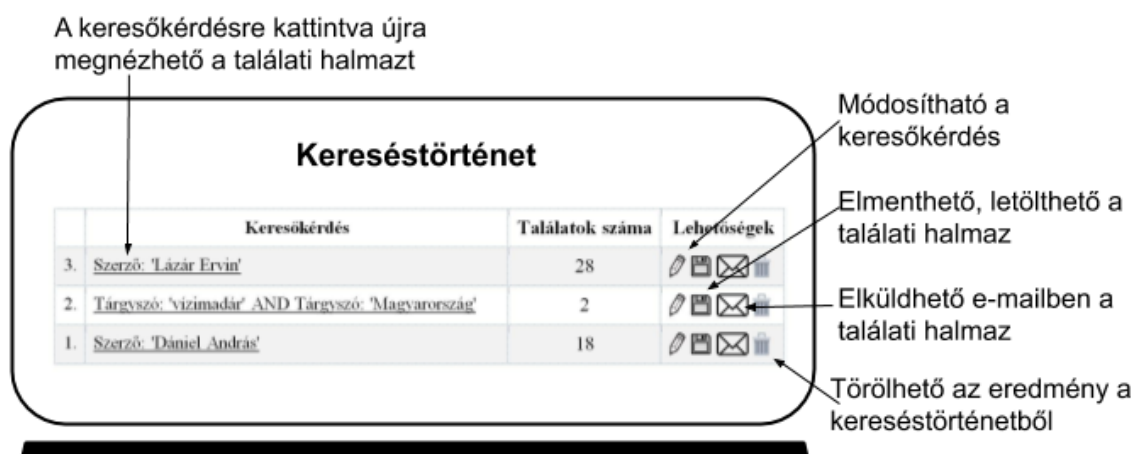 A keresőkérdésre kattintva újra
megnézhető a találati halmazt
Módosítható a
keresőkérdés
Kereséstörténet
Elmenthető, letölthető a
találati halmaz
Keresőkérdés Találatok száma Lehetőségek
3. Szerző: 'Lázár Ervin' 28
2. Tárgyszó: 'vízimadár' AND Tárgyszó: 'Magyarország' 2
Elküldhető e-mailben a
találati halmaz
1. Szerző: 'Dániel András' 18
Törölhető az eredmény a
kereséstörténetből